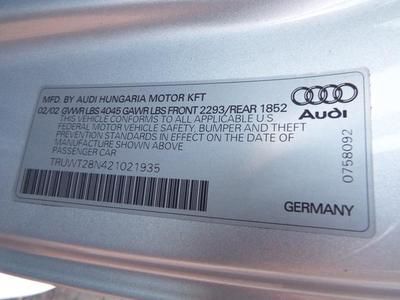 MFD. BY AUDI HUNGARIA MOTOR KFT
02/02 GVWR LBS 4045 GAWR LBS FRONT 2293/REAR 1852
THIS VEHICLE CONFORMS TO ALL APPLICABLE U.S.
FEDERAL MOTOR VEHICLE SAFETY, BUMPER AND THEFT
PREVENTION STANDARDS IN EFFECT ON THE DATE OF
MANUFACTURE SHOWN ABOVE
PASSENGER CAR
TRUWT28N421021935
Audi
0758092
GERMANY